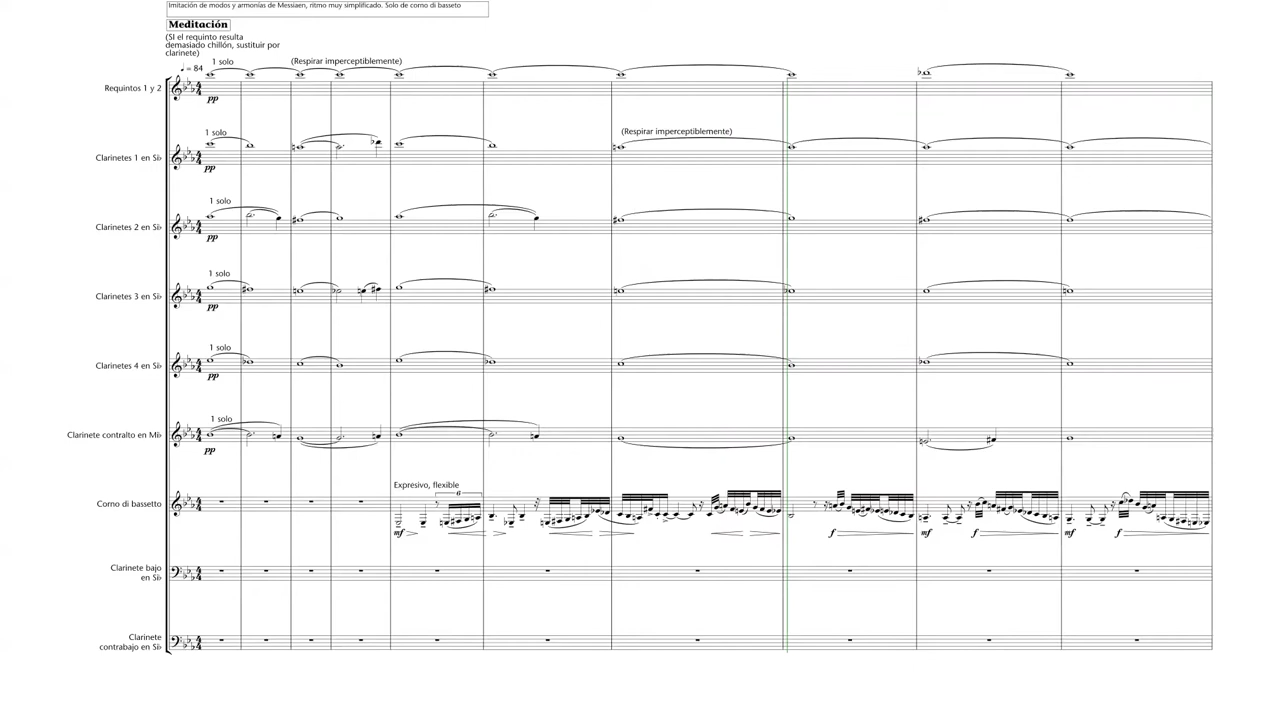 Imitación de modos y armonías de Messiaen, ritmo muy simplificado. Solo de corno di basseto
Meditación
(SI el requinto resulta
demasiado chillón, sustituir por
clarinete)
♩ = 84
1 solo
(Respirar imperceptiblemente)
Requintos 1 y 2
pp
1 solo
(Respirar imperceptiblemente)
Clarinetes 1 en Si♭
pp
1 solo
Clarinetes 2 en Si♭
pp
1 solo
Clarinetes 3 en Si♭
pp
1 solo
Clarinetes 4 en Si♭
pp
1 solo
Clarinete contralto en Mi♭
pp
Expresivo, flexible
6
Corno di bassetto
mf f mf f mf f
Clarinete bajo
en Si♭
Clarinete
contrabajo en Si♭